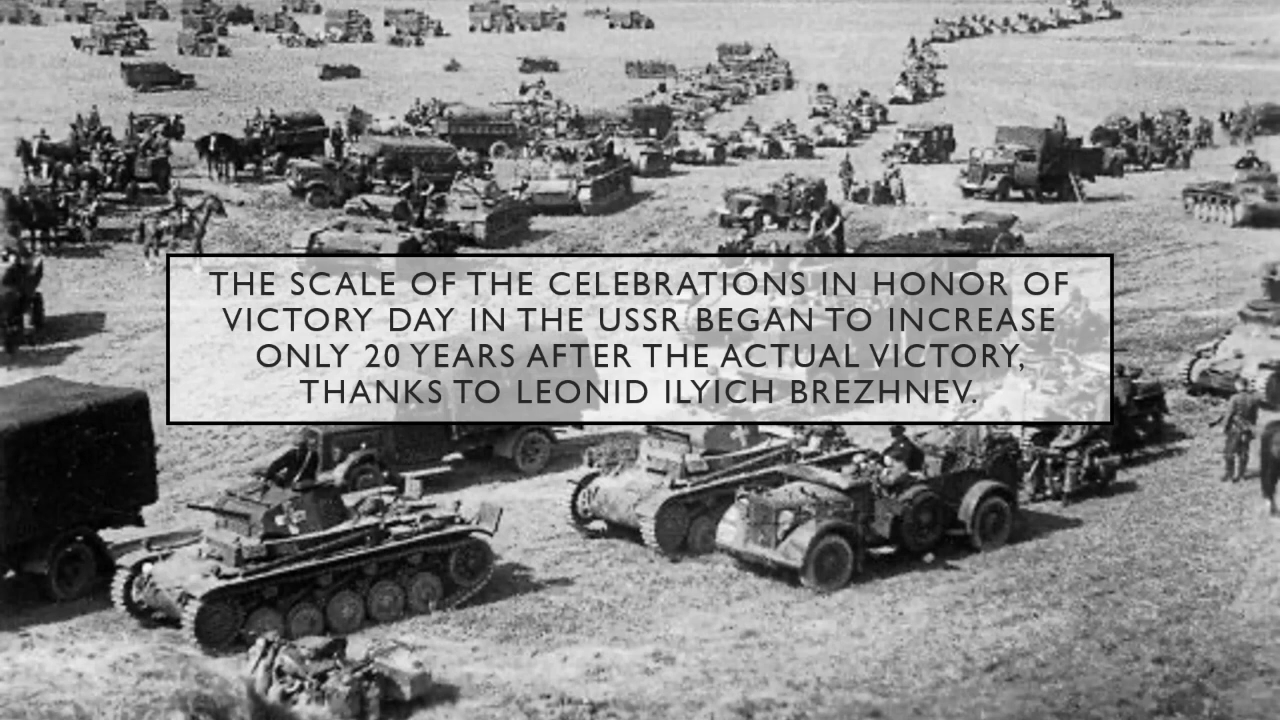 THE SCALE OF THE CELEBRATIONS IN HONOR OF
VICTORY DAY IN THE USSR BEGAN TO INCREASE
ONLY 20 YEARS AFTER THE ACTUAL VICTORY,
THANKS TO LEONID ILYICH BREZHNEV.